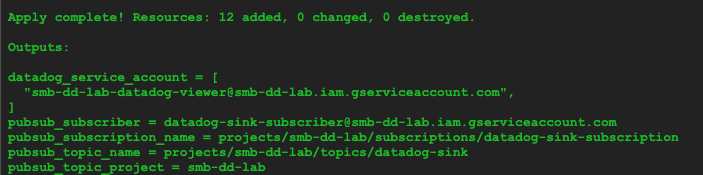 Apply complete! Resources: 12 added, 0 changed, 0 destroyed.
Outputs:
datadog_service_account = [
"smb-dd-lab-datadog-viewer@smb-dd-lab.iam.gserviceaccount.com",
]
pubsub_subscriber = datadog-sink-subscriber@smb-dd-lab.iam.gserviceaccount.com
pubsub_subscription_name = projects/smb-dd-lab/subscriptions/datadog-sink-subscription
pubsub_topic_name = projects/smb-dd-lab/topics/datadog-sink
pubsub_topic_project = smb-dd-lab